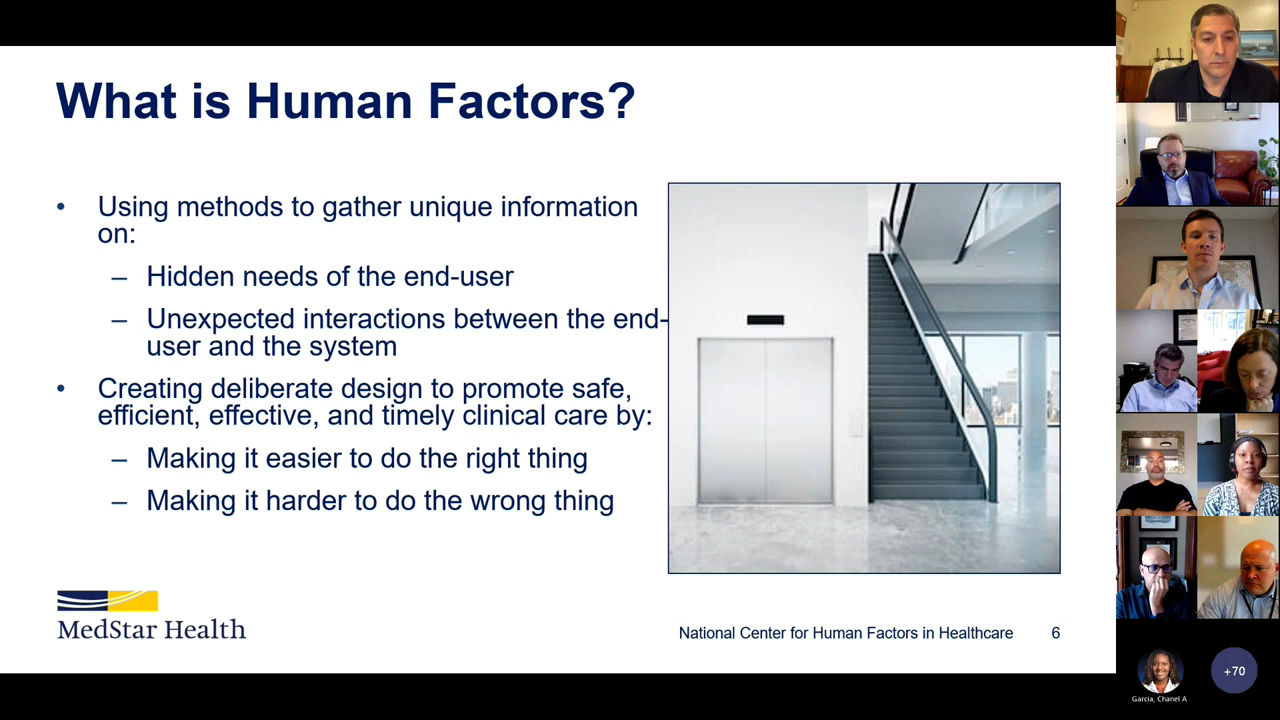 What is Human Factors?
• Using methods to gather unique information
on:
– Hidden needs of the end-user
– Unexpected interactions between the end-
user and the system
• Creating deliberate design to promote safe,
efficient, effective, and timely clinical care by:
– Making it easier to do the right thing
– Making it harder to do the wrong thing
MedStar Health
National Center for Human Factors in Healthcare 6
Garcia, Chanel A
+70